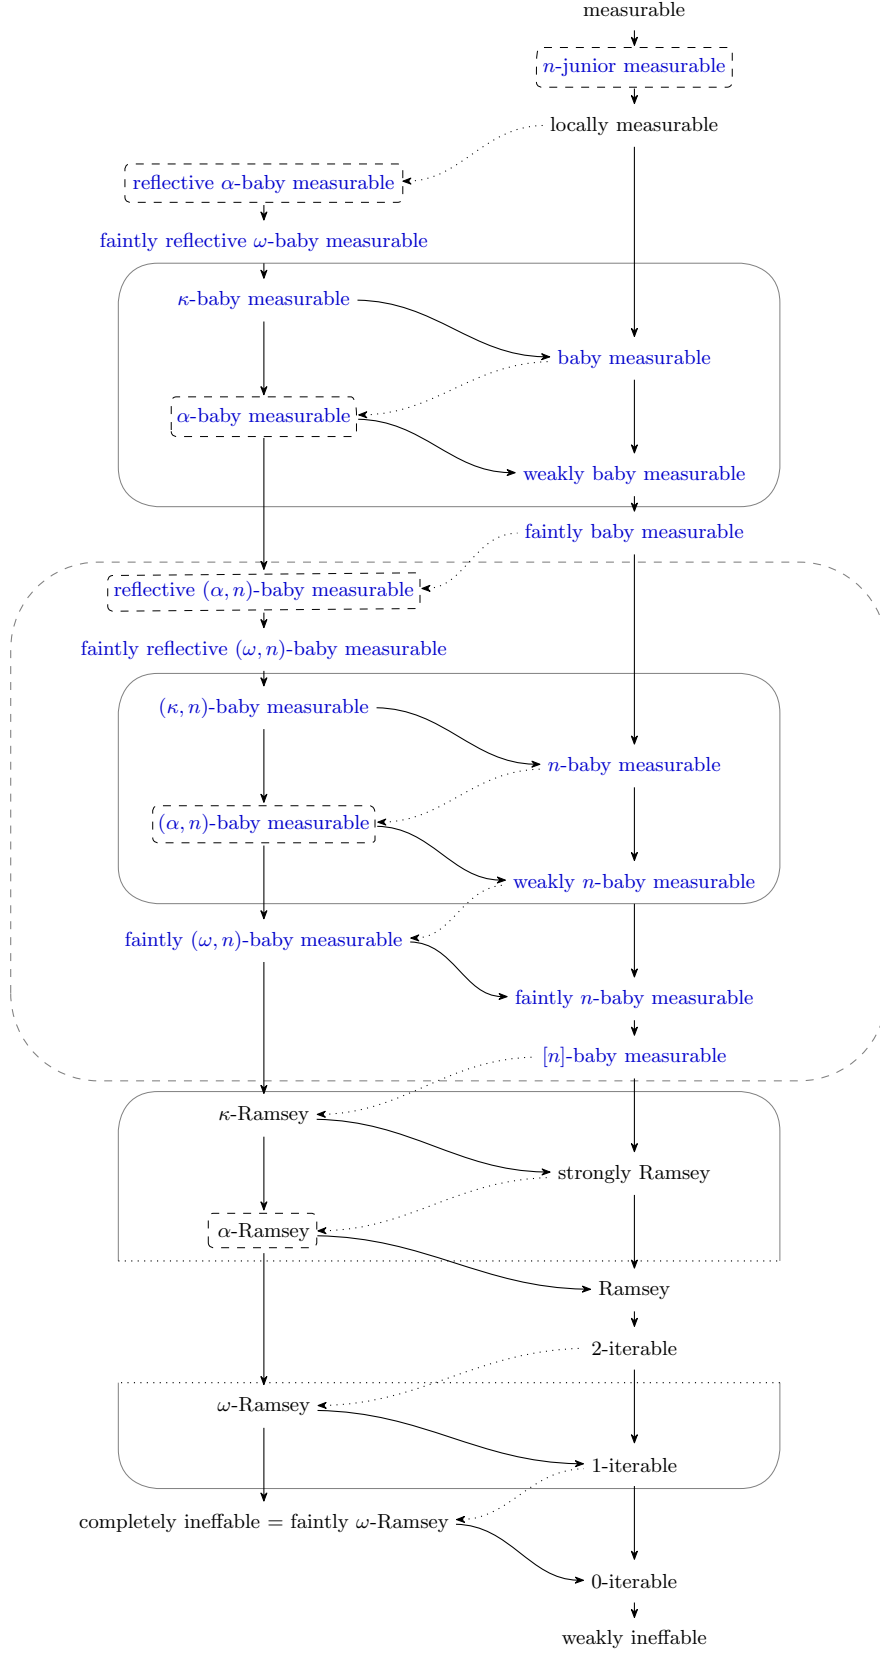 measurable
n-junior measurable
locally measurable
reflective α-baby measurable
faintly reflective ω-baby measurable
κ-baby measurable
baby measurable
α-baby measurable
weakly baby measurable
faintly baby measurable
reflective (α, n)-baby measurable
faintly reflective (ω, n)-baby measurable
(κ, n)-baby measurable
n-baby measurable
(α, n)-baby measurable
weakly n-baby measurable
faintly (ω, n)-baby measurable
faintly n-baby measurable
[n]-baby measurable
κ-Ramsey
strongly Ramsey
α-Ramsey
Ramsey
2-iterable
ω-Ramsey
1-iterable
completely ineffable = faintly ω-Ramsey
0-iterable
weakly ineffable